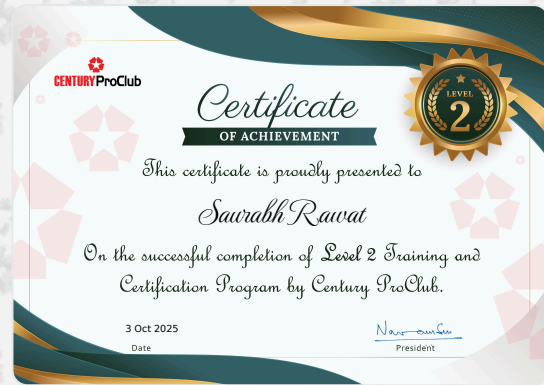 CENTURY ProClub
Certificate
OF ACHIEVEMENT
LEVEL
2
This certificate is proudly presented to
Saurabh Rawat
On the successful completion of Level 2 Training and
Certification Program by Century ProClub.
3 Oct 2025
Date
President